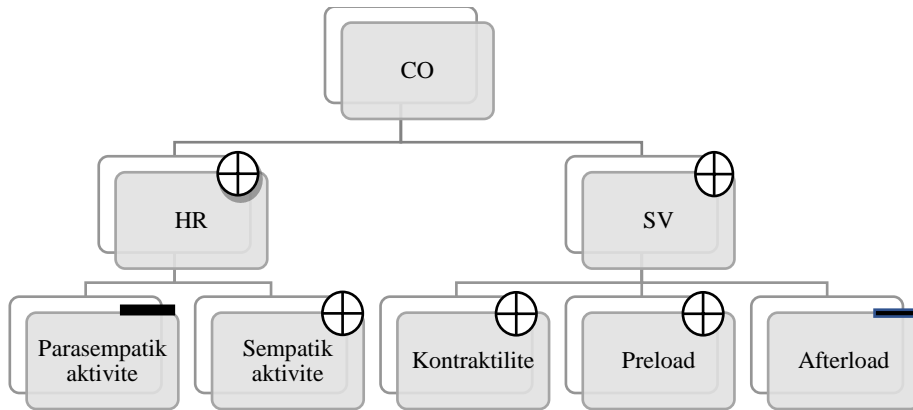 CO
HR
SV
Parasempatik
aktivite
Sempatik
aktivite
Kontraktilite
Preload
Afterload